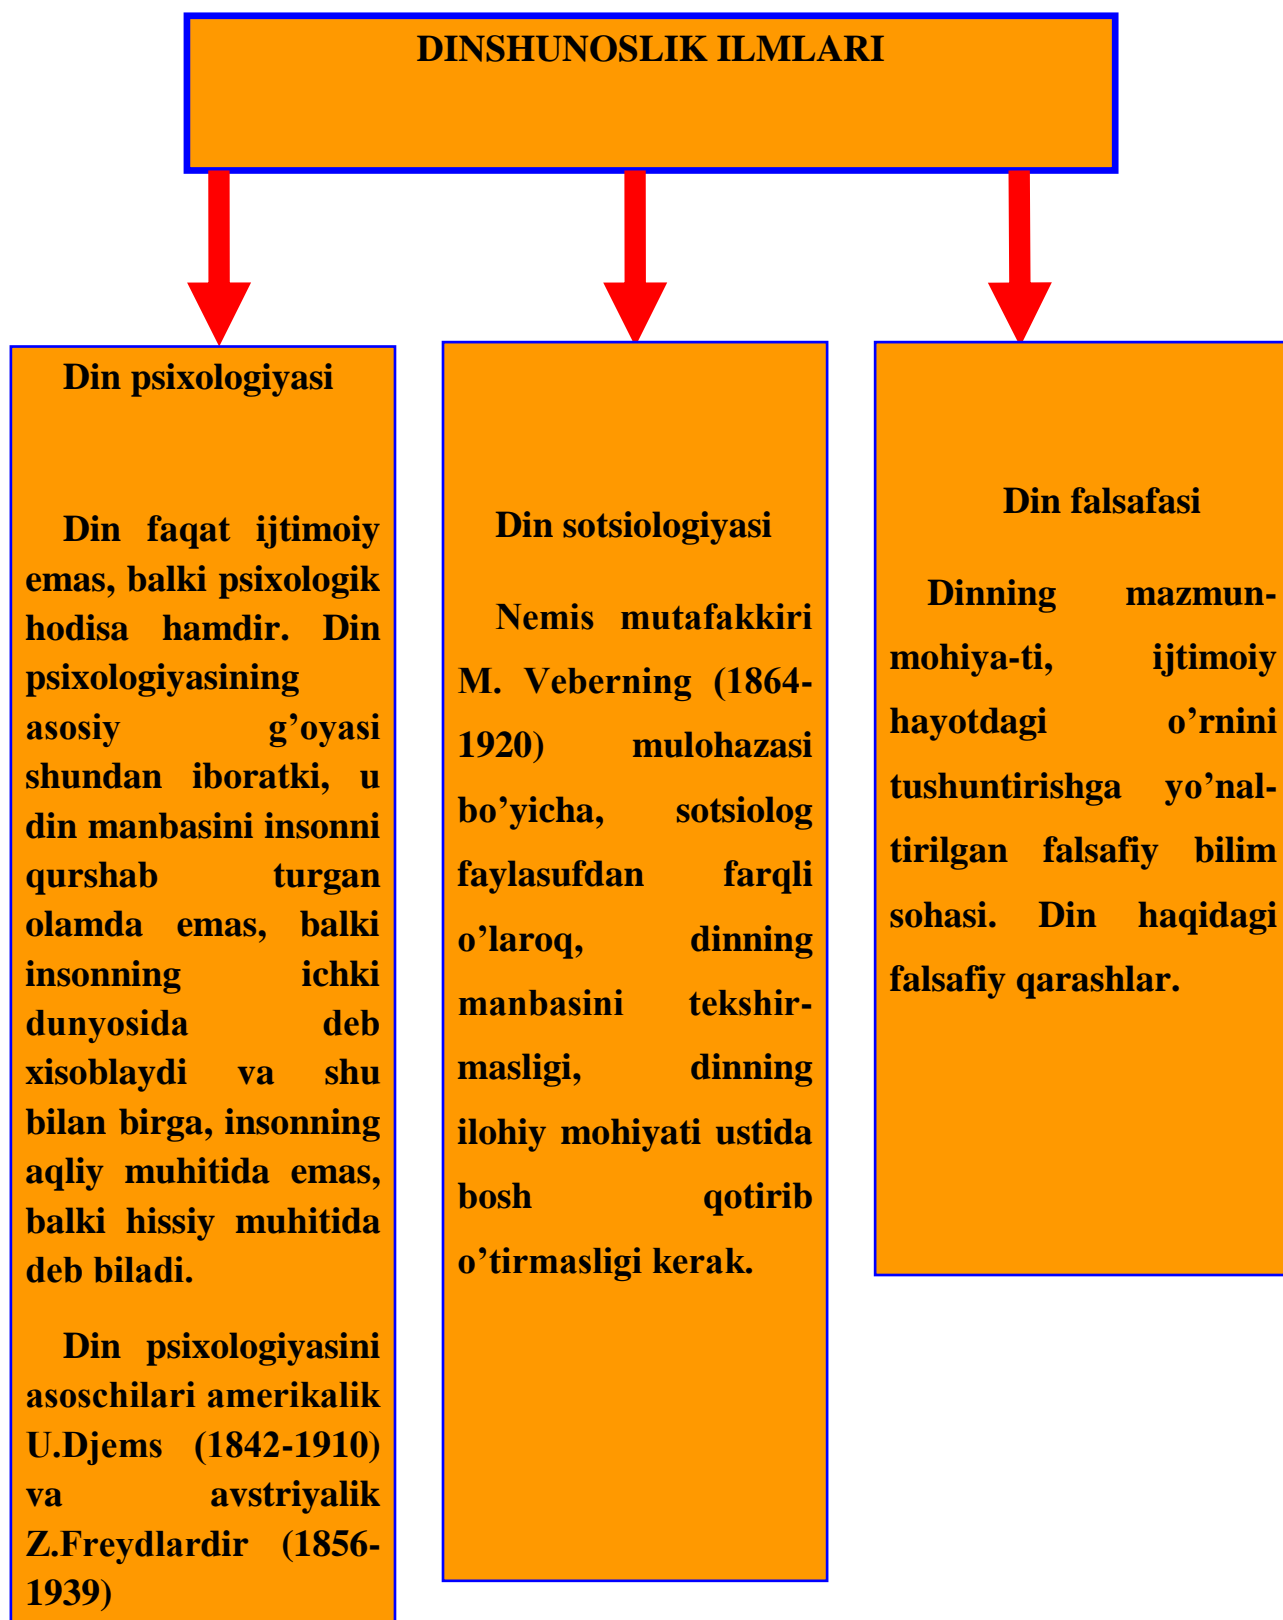 DINSHUNOSLIK ILMLARI
Din psixologiyasi
Din faqat ijtimoiy
emas, balki psixologik
hodisa hamdir. Din
psixologiyasining
asosiy g’oyasi
shundan iboratki, u
din manbasini insonni
qurshab turgan
olamda emas, balki
insonning ichki
dunyosida deb
xisoblaydi va shu
bilan birga, insonning
aqliy muhitida emas,
balki hissiy muhitida
deb biladi.
Din psixologiyasini
asoschilari amerikalik
U.Djems (1842-1910)
va avstriyalik
Z.Freydlardir (1856-
1939)
Din sotsiologiyasi
Nemis mutafakkiri
M. Veberning (1864-
1920) mulohazasi
bo’yicha, sotsiolog
faylasufdan farqli
o’laroq, dinning
manbasini tekshir-
masligi, dinning
ilohiy mohiyati ustida
bosh qotirib
o’tirmasligi kerak.
Din falsafasi
Dinning mazmun-
mohiya-ti, ijtimoiy
hayotdagi o’rnini
tushuntirishga yo’nal-
tirilgan falsafiy bilim
sohasi. Din haqidagi
falsafiy qarashlar.